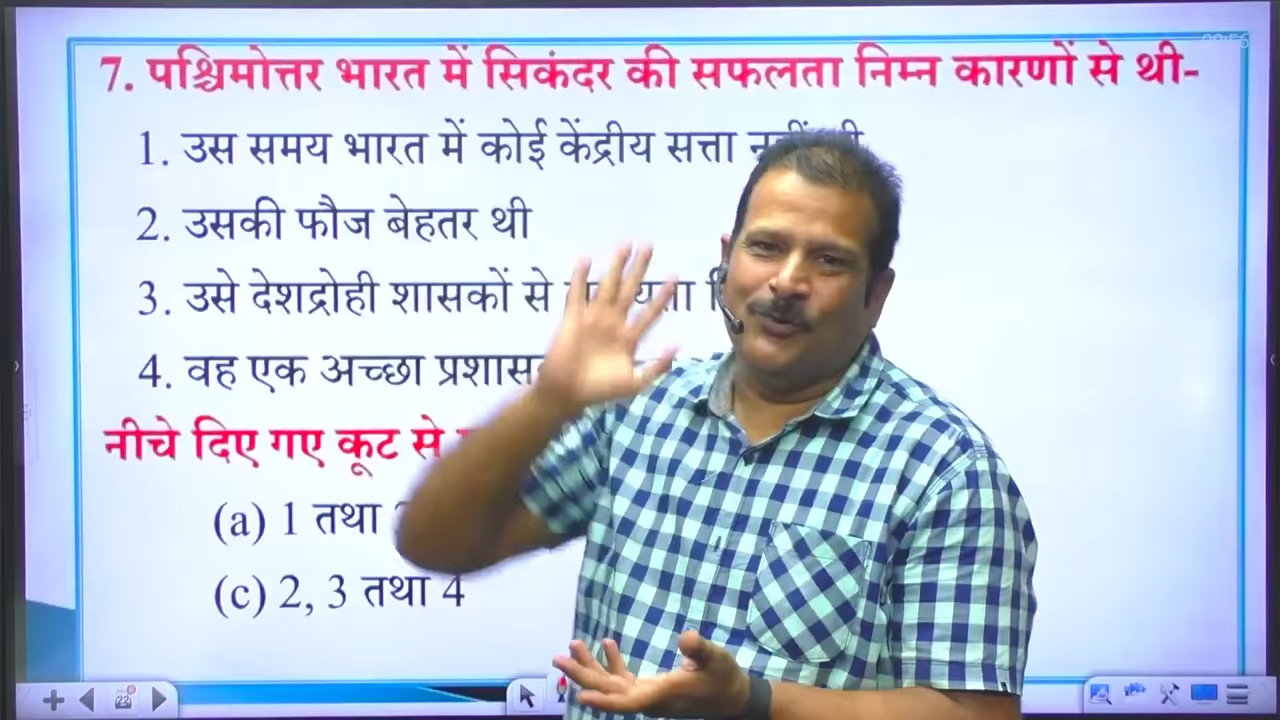 7. पश्चिमोत्तर भारत में सिकंदर की सफलता निम्न कारणों से थी-
1. उस समय भारत में कोई केंद्रीय सत्ता
2. उसकी फौज बेहतर थी
3. उसे देशद्रोही शासकों से
4. वह एक अच्छा
नीचे दिए गए कूट से
(a) 1 तथा
(c) 2, 3 तथा 4